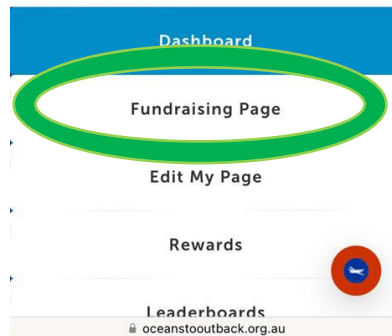 Dashboard
Fundraising Page
Edit My Page
Rewards
Leaderboards
oceanstooutback.org.au